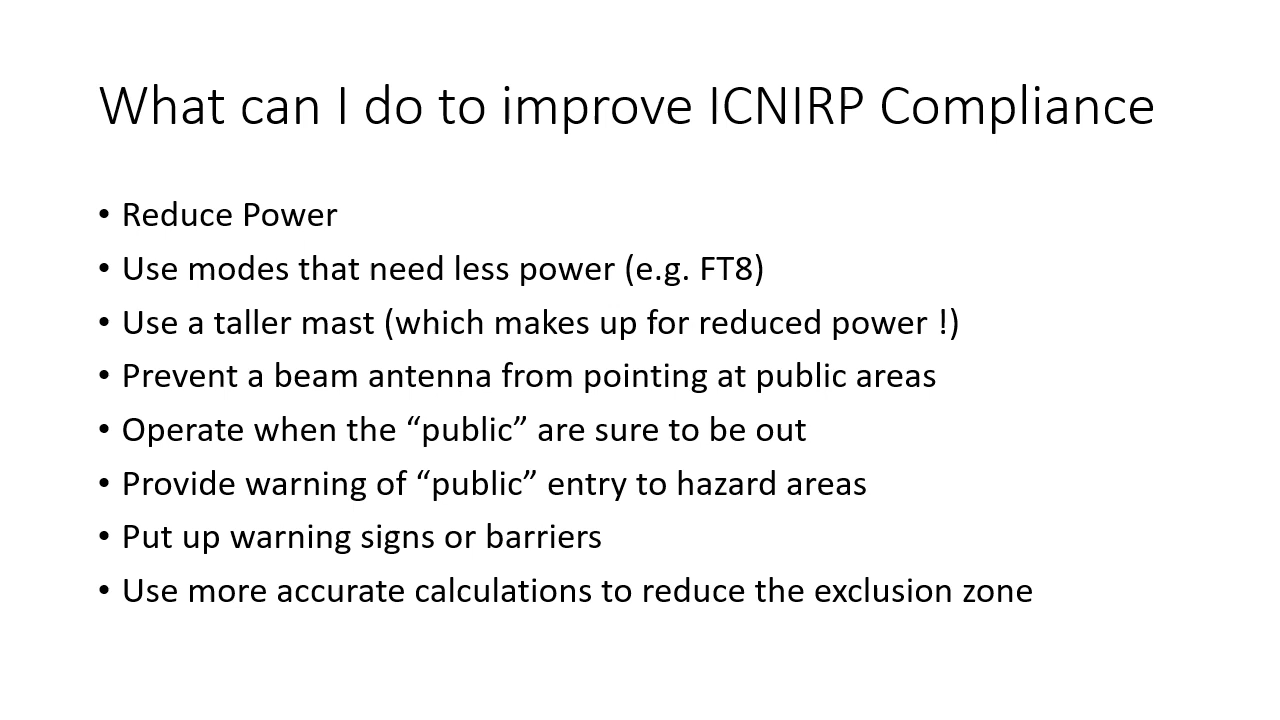 What can I do to improve ICNIRP Compliance
• Reduce Power
• Use modes that need less power (e.g. FT8)
• Use a taller mast (which makes up for reduced power !)
• Prevent a beam antenna from pointing at public areas
• Operate when the “public” are sure to be out
• Provide warning of “public” entry to hazard areas
• Put up warning signs or barriers
• Use more accurate calculations to reduce the exclusion zone